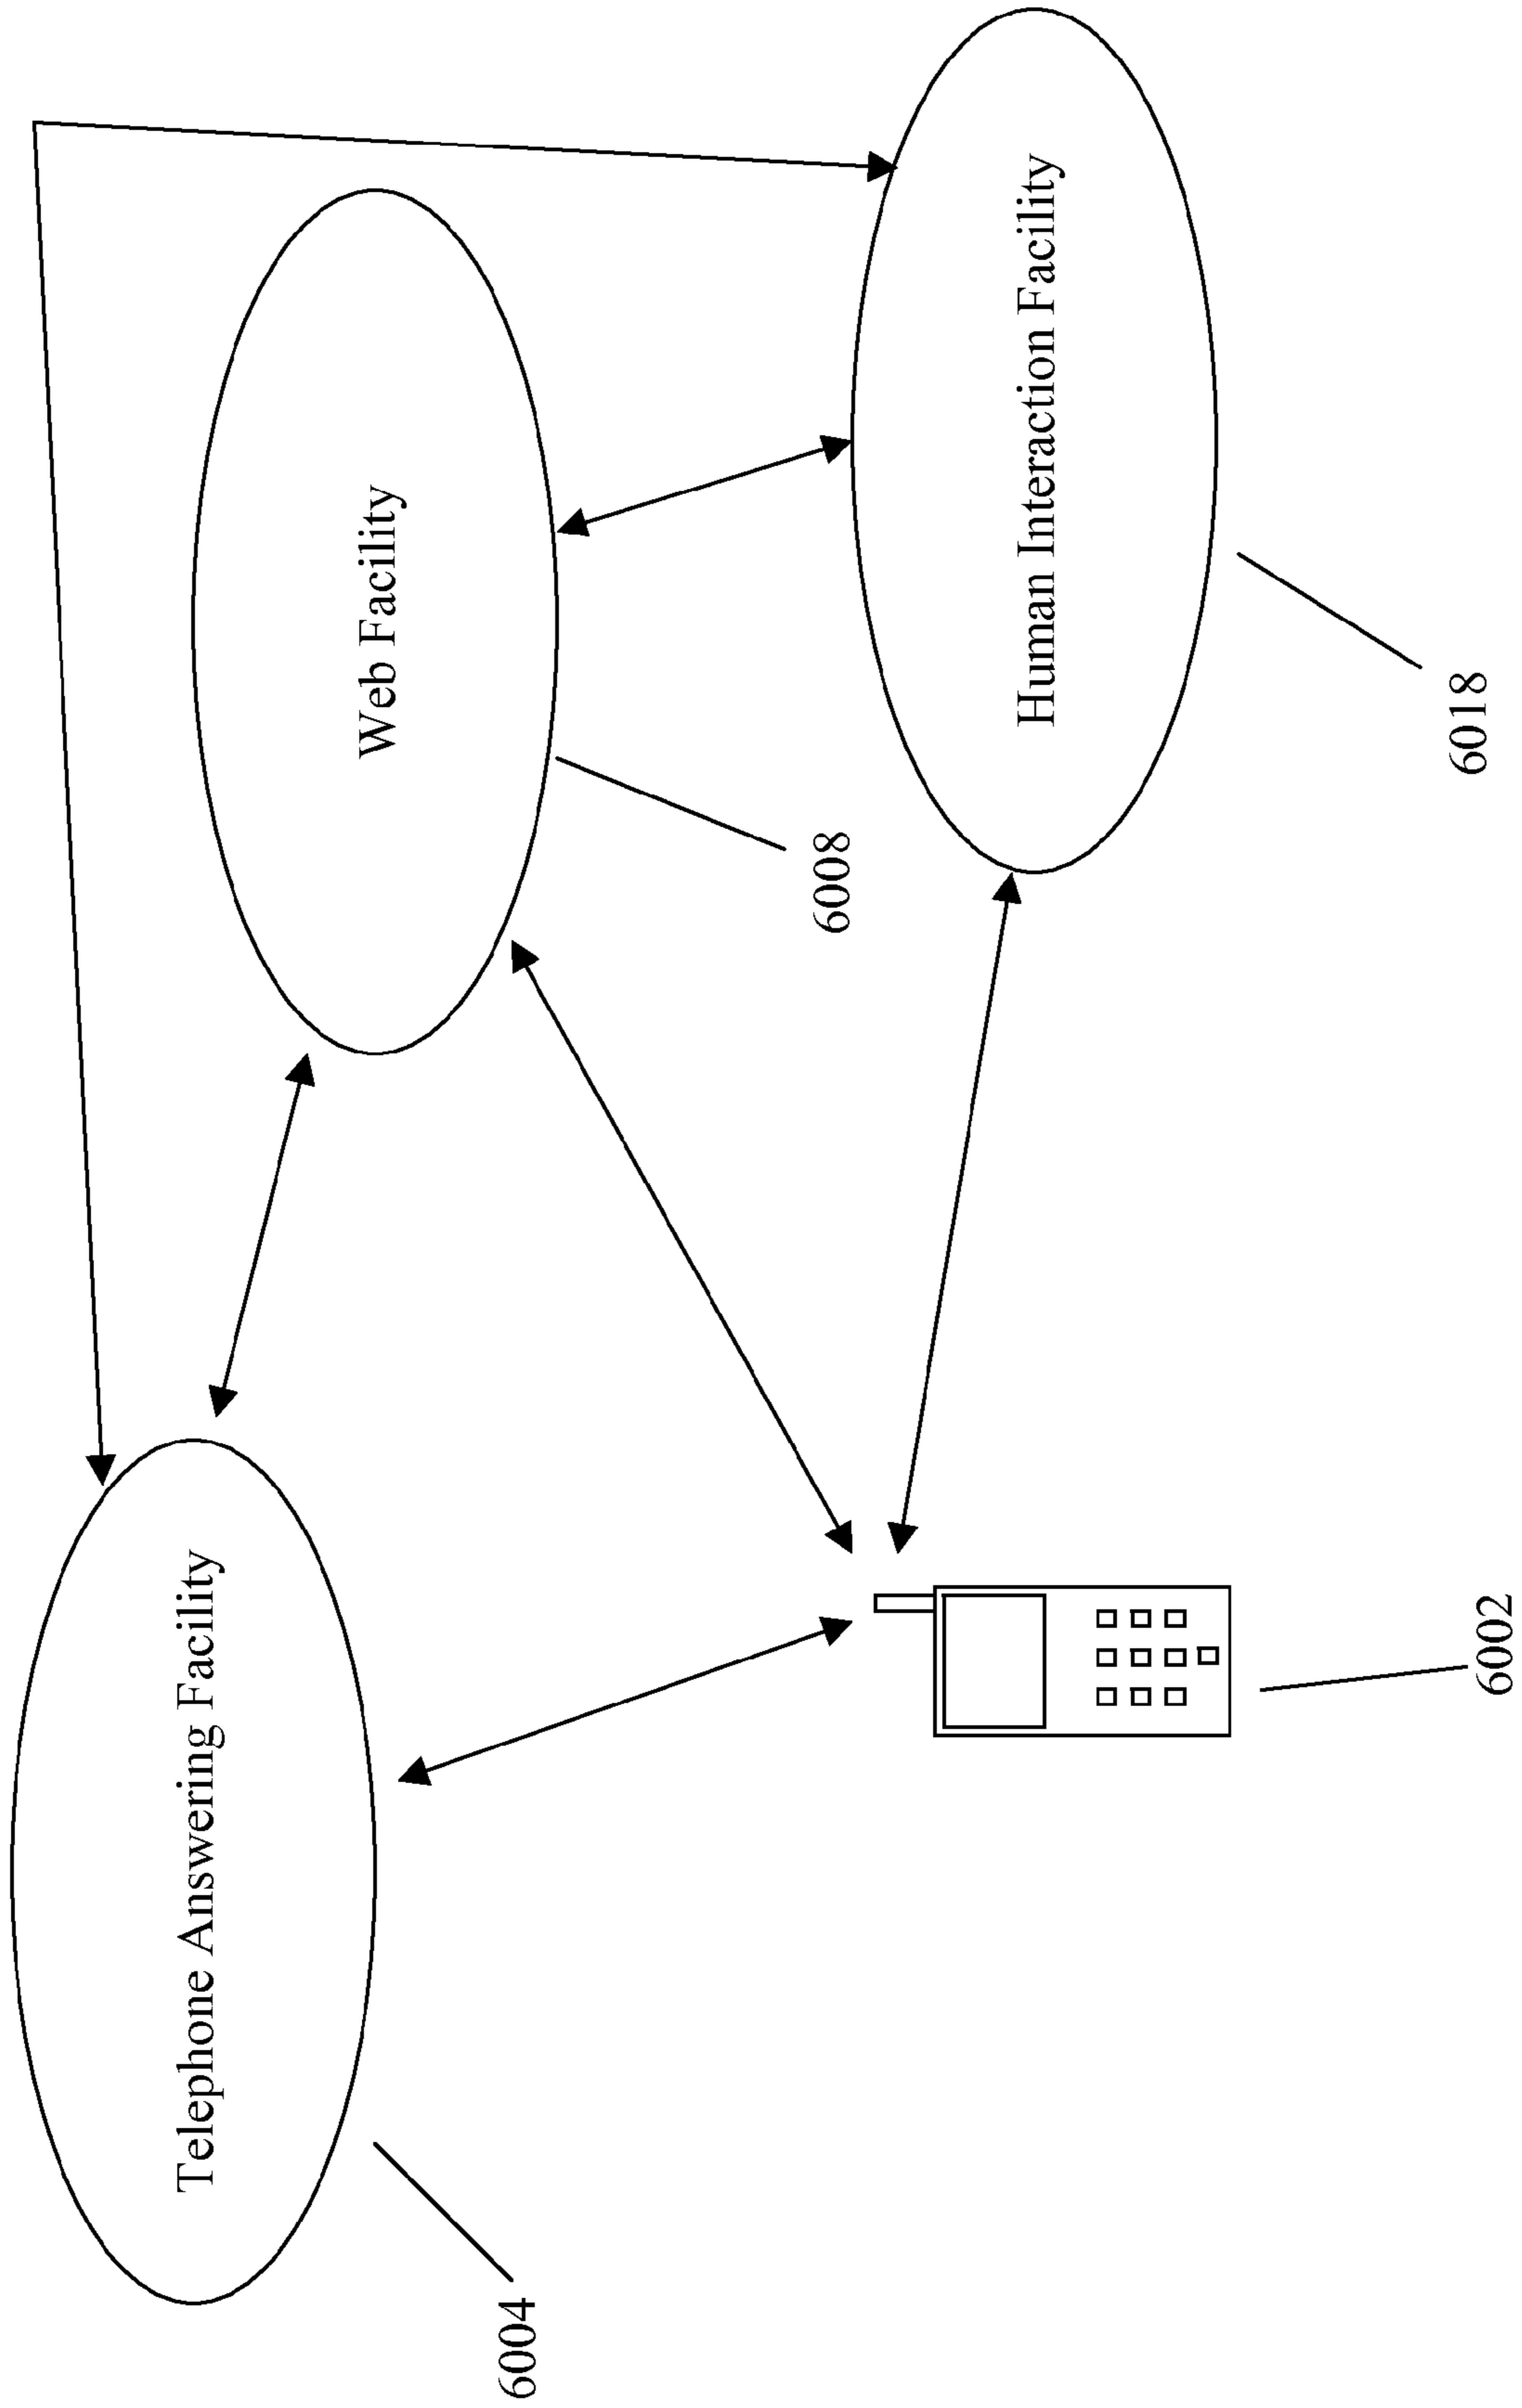 Telephone Answering Facility
Web Facility
Human Interaction Facility
6004
6008
6002
6018